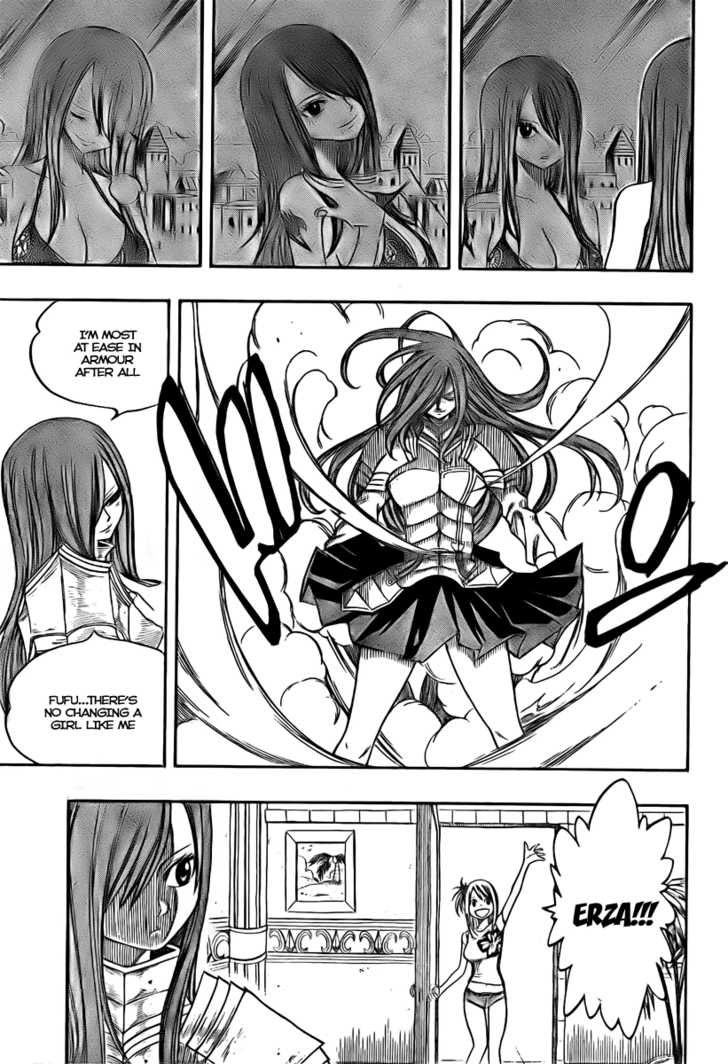 I'M MOST
AT EASE IN
ARMOUR
AFTER ALL
FUFU...THERE'S
NO CHANGING A
GIRL LIKE ME
ERZA!!!